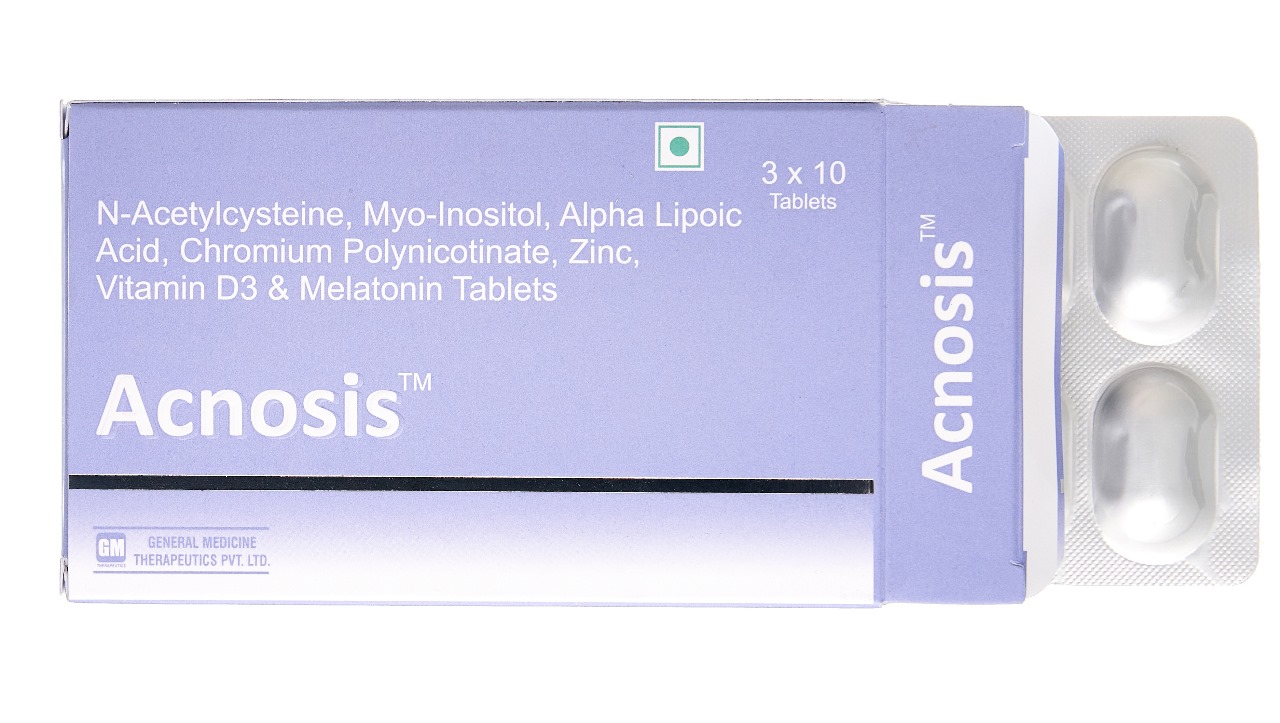 3 x 10
Tablets
N-Acetylcysteine, Myo-Inositol, Alpha Lipoic
Acid, Chromium Polynicotinate, Zinc,
Vitamin D3 & Melatonin Tablets
Acnosis™
GM
THERAPEUTICS
GENERAL MEDICINE
THERAPEUTICS PVT. LTD.
Acnosis™